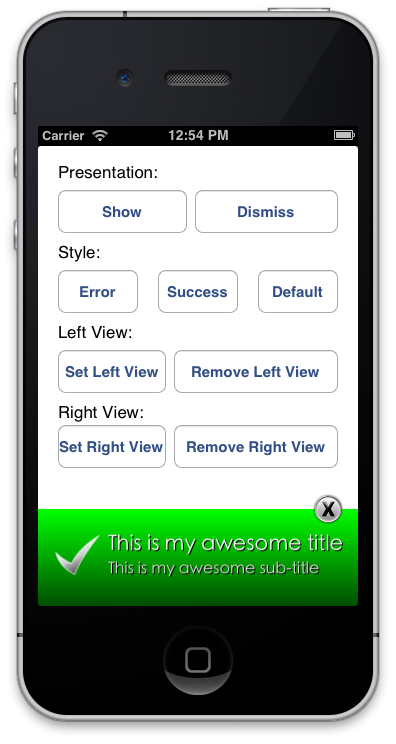 Carrier 12:54 PM
Presentation:
Show Dismiss
Style:
Error Success Default
Left View:
Set Left View Remove Left View
Right View:
Set Right View Remove Right View
X
This is my awesome title
This is my awesome sub-title